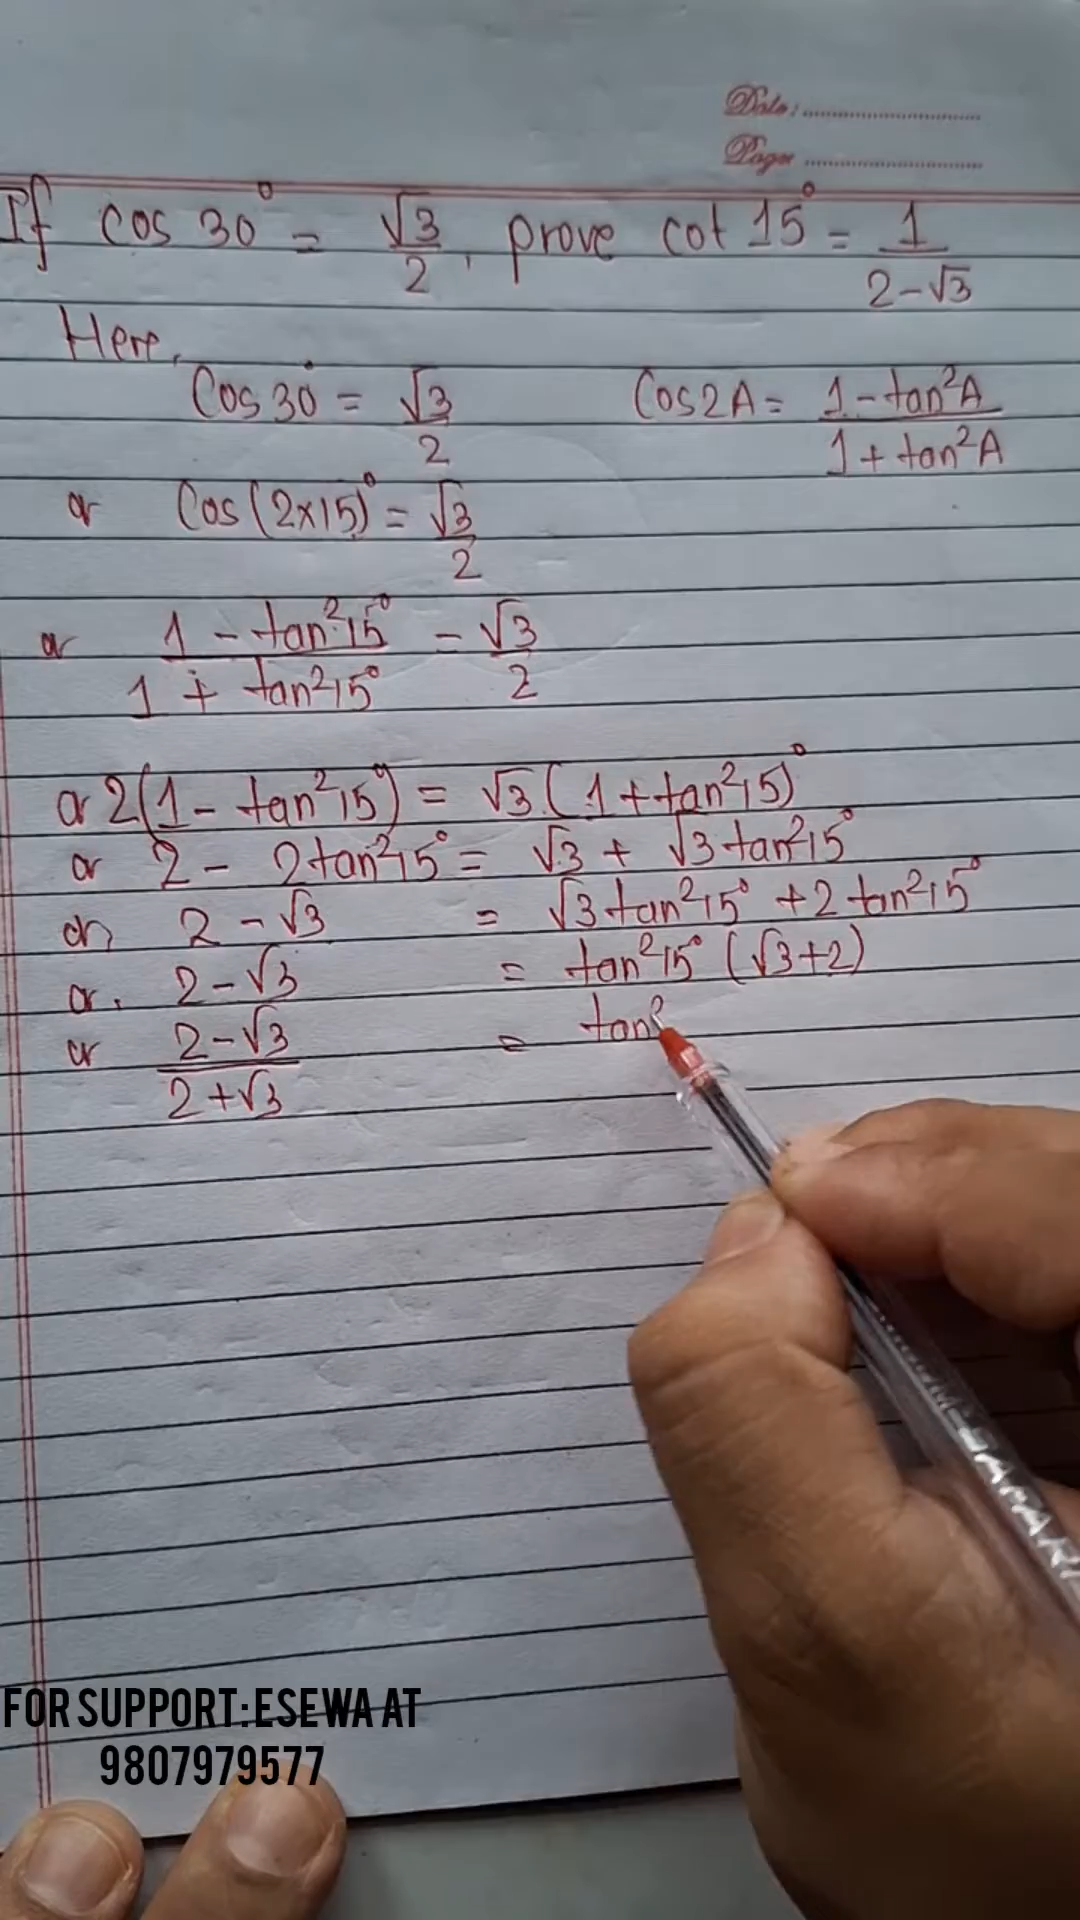 Date:
Page
If cos 30° = √3/2, prove cot 15° = 1/(2-√3)
Here,
Cos 30° = √3/2    Cos2A = (1 - tan²A)/(1 + tan²A)
or Cos(2×15)° = √3/2
or (1 - tan²15°)/(1 + tan²15°) = √3/2
or 2(1 - tan²15°) = √3(1 + tan²15)°
or 2 - 2tan²15° = √3 + √3 tan²15°
or, 2 - √3 = √3 tan²15° + 2 tan²15°
or. 2 - √3 = tan²15° (√3+2)
or (2 - √3)/(2 + √3) = tan²
FOR SUPPORT: ESEWA AT
9807979577